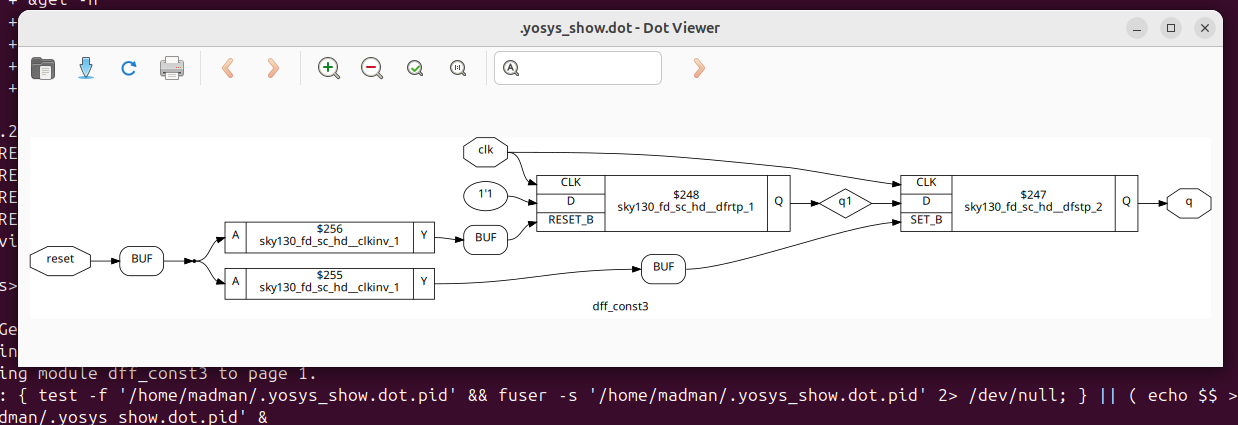 + &get -n
.yosys_show.dot - Dot Viewer
+
+
+
+
.2
RE
RE
RE
RE
vi
s>
Ge
in
clk
1'1
CLK
D
RESET_B
$248
sky130_fd_sc_hd__dfrtp_1
Q
q1
CLK
D
SET_B
$247
sky130_fd_sc_hd__dfstp_2
Q
q
reset
BUF
A
$256
sky130_fd_sc_hd__clkinv_1
Y
BUF
A
$255
sky130_fd_sc_hd__clkinv_1
Y
BUF
dff_const3
ing module dff_const3 to page 1.
: { test -f '/home/madman/.yosys_show.dot.pid' && fuser -s '/home/madman/.yosys_show.dot.pid' 2> /dev/null; } || ( echo $$ >
dman/.yosys_show.dot.pid' &